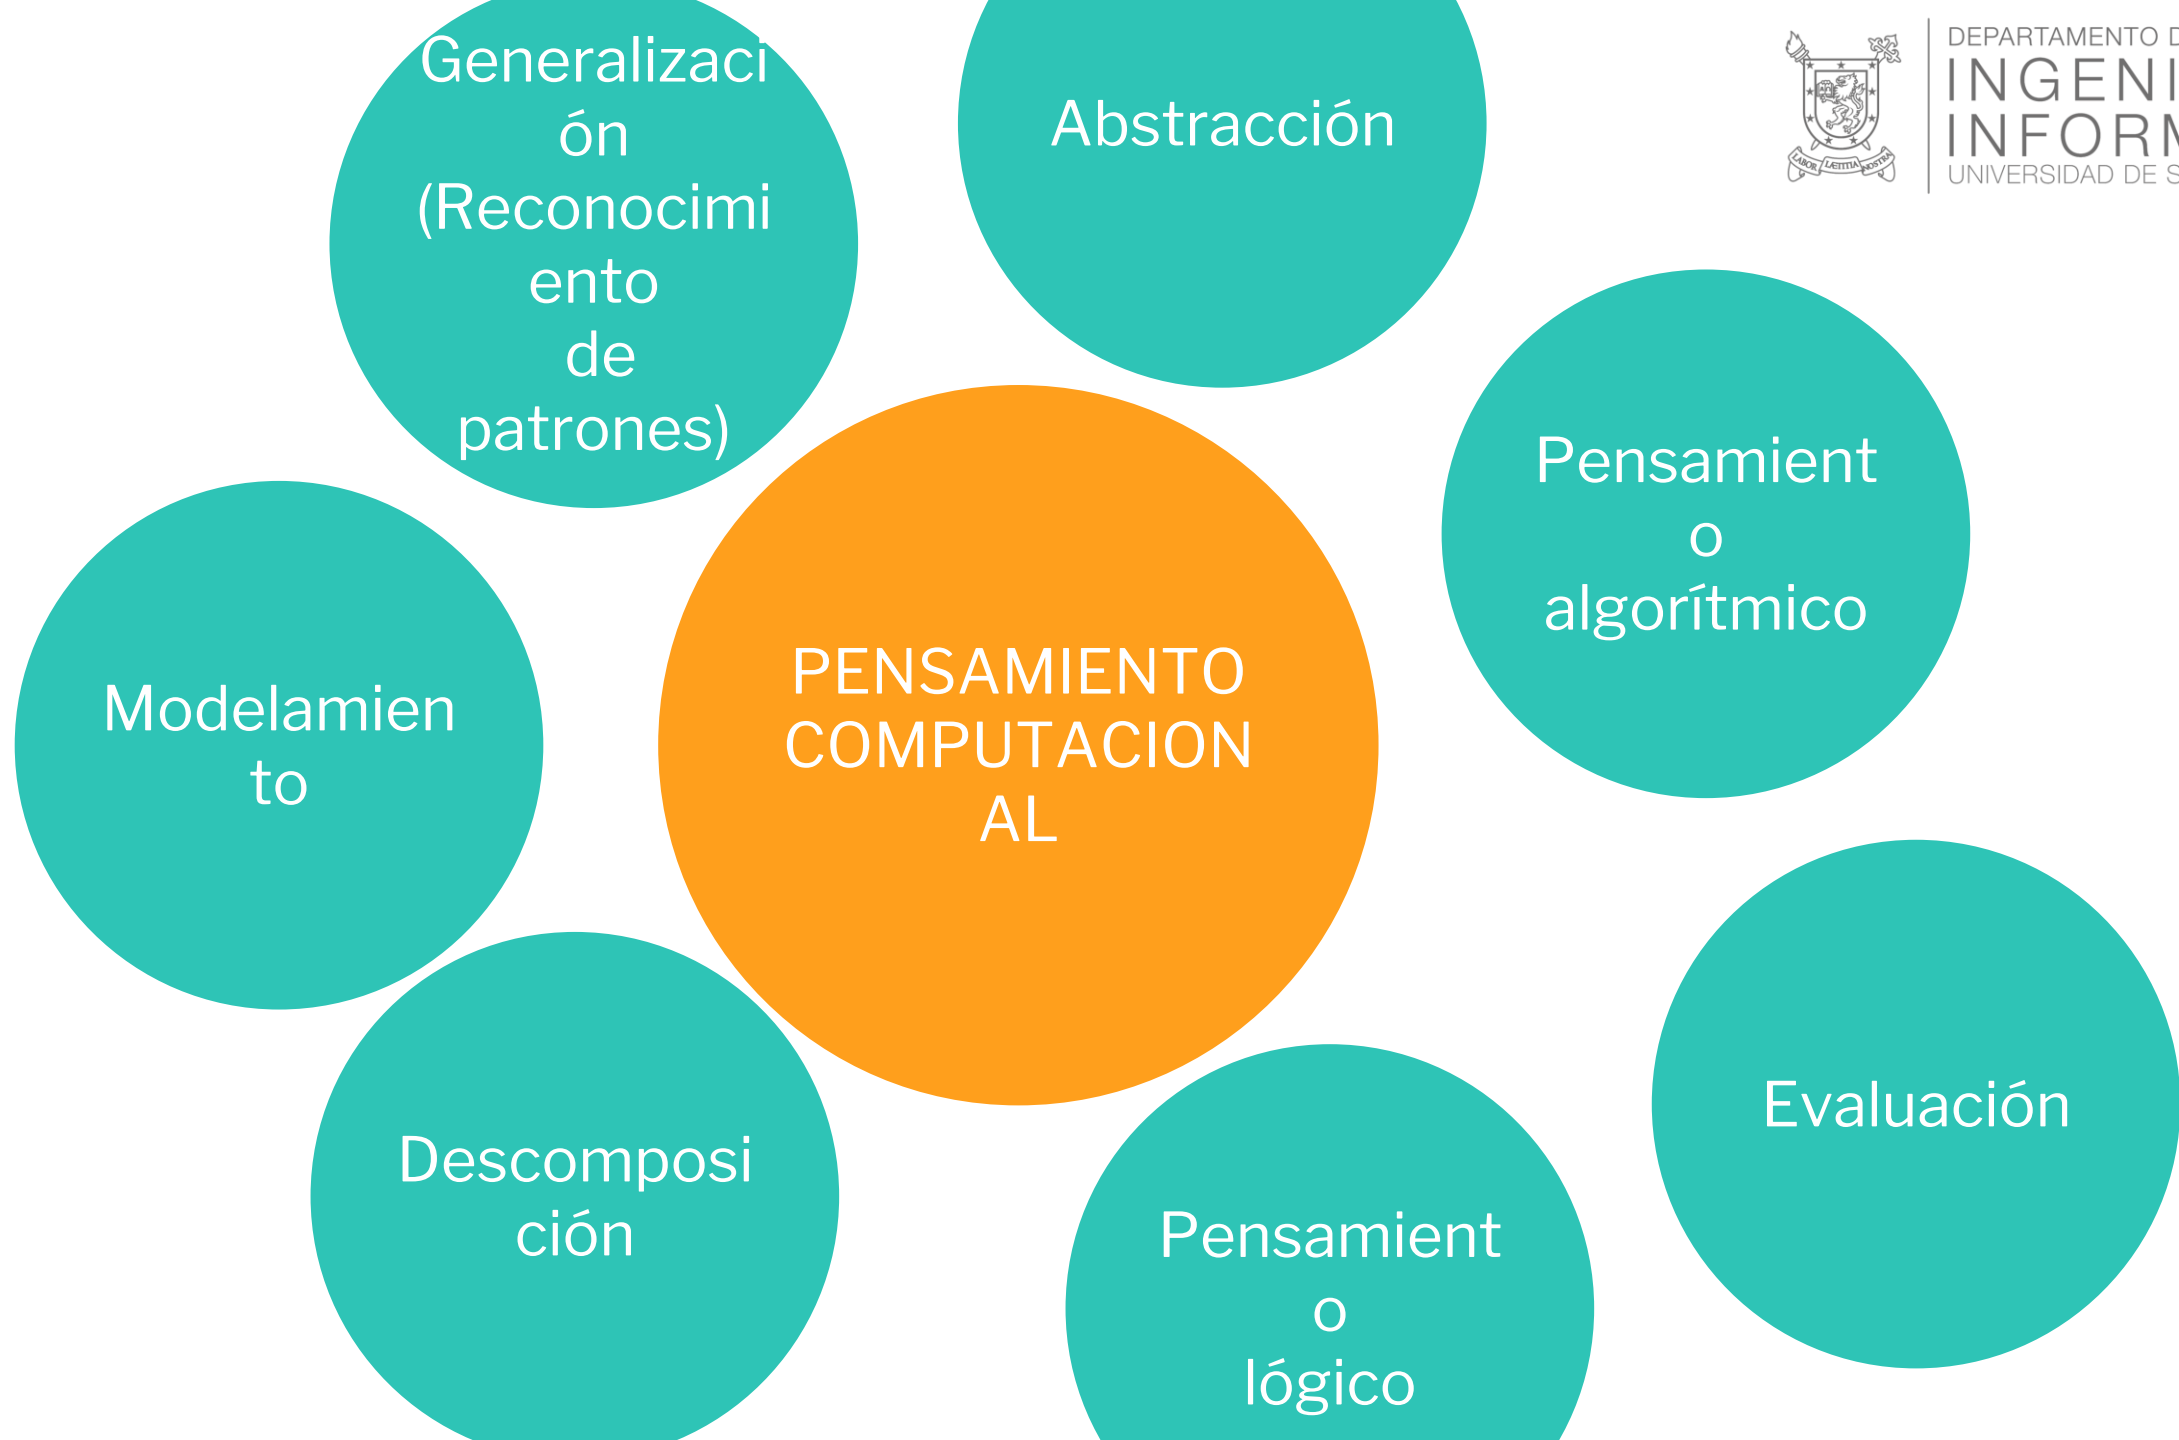 Generalizaci
ón
(Reconocimi
ento
de
patrones)
Abstracción
DEPARTAMENTO D
INGENI
INFORM
UNIVERSIDAD DE S
LABOR LÆTITIA NOSTRA
Pensamient
o
algorítmico
PENSAMIENTO
COMPUTACION
AL
Modelamien
to
Evaluación
Descomposi
ción
Pensamient
o
lógico